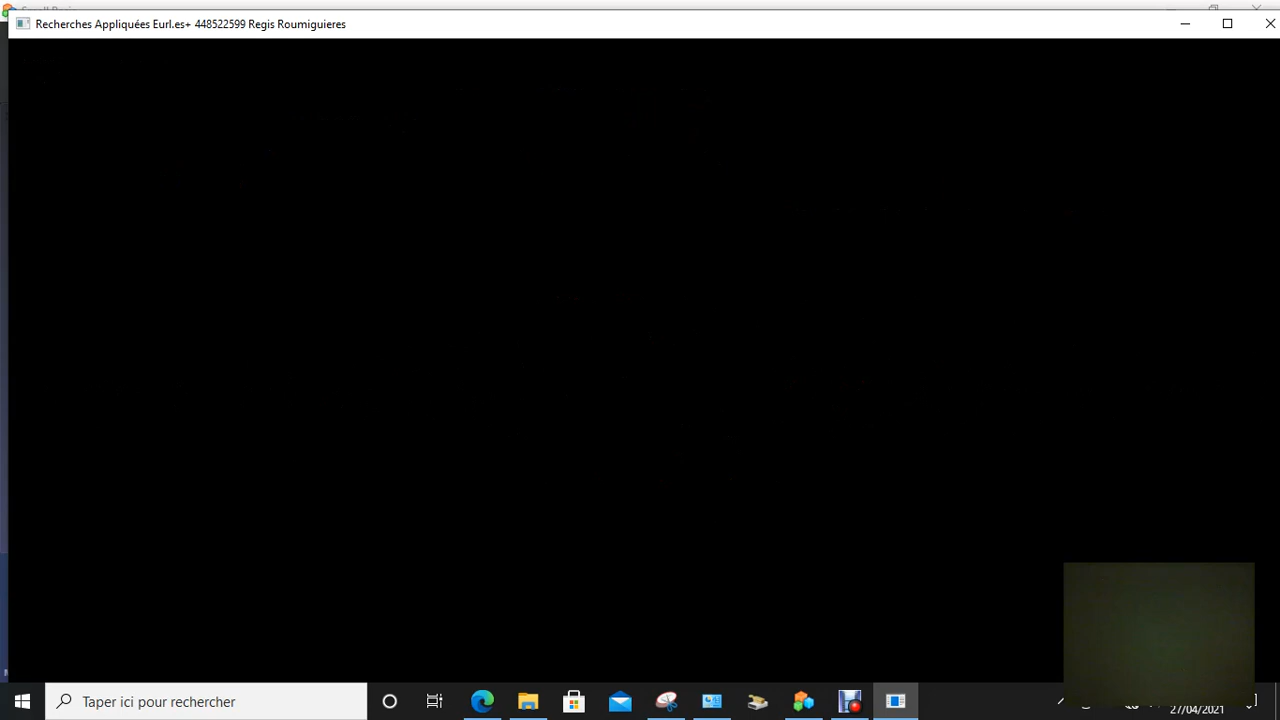 Recherches Appliquées Eurl.es+ 448522599 Regis Roumiguieres
Taper ici pour rechercher
27/04/2021